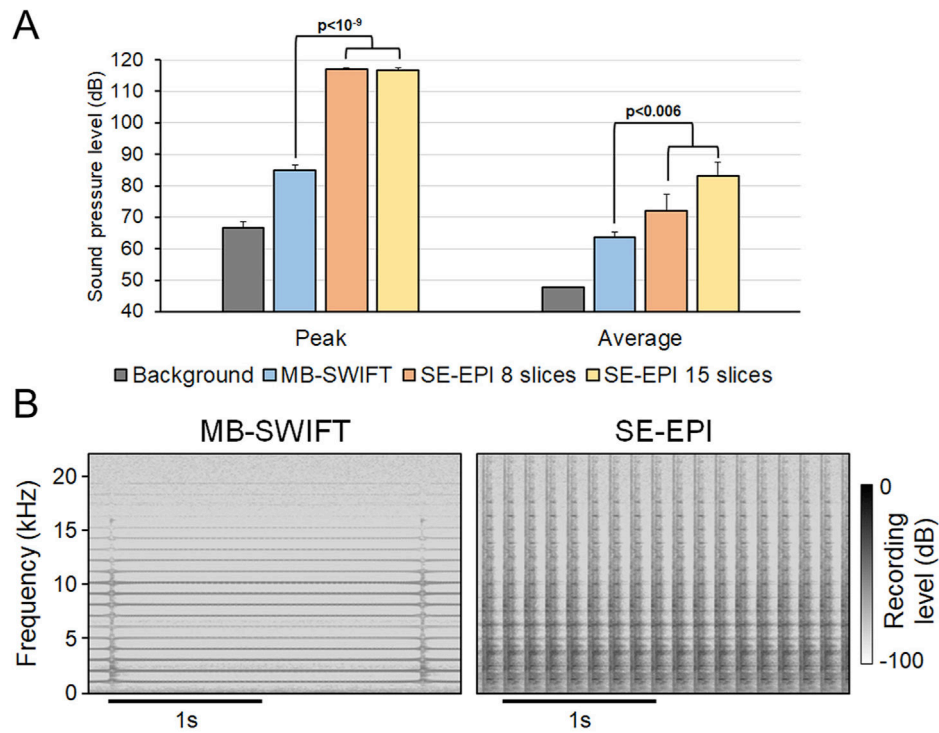 A
p<10⁻⁹
p<0.006
Sound pressure level (dB)
120
110
100
90
80
70
60
50
40
Peak Average
Background MB-SWIFT SE-EPI 8 slices SE-EPI 15 slices
B
MB-SWIFT SE-EPI
Frequency (kHz)
20
15
10
5
0
0
Recording
level (dB)
-100
1s 1s